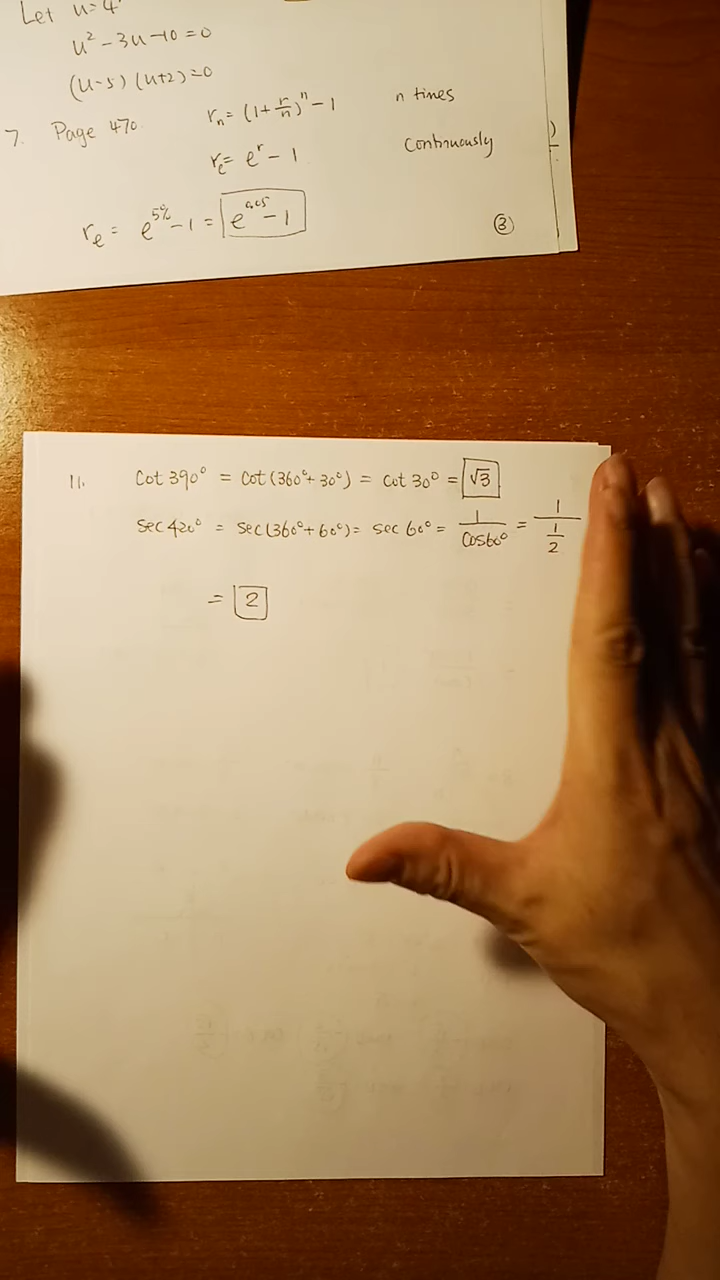 Let u=4
u² - 3u - 10 = 0
(u-5) (u+2) = 0
7. Page 470. rₙ = (1 + r/n)ⁿ - 1 n times
rₑ = eʳ - 1 Continuously
rₑ = e^5% - 1 = e^0.05 - 1
③
11. Cot 390° = Cot (360° + 30°) = Cot 30° = √3
Sec 420° = Sec (360° + 60°) = Sec 60° = 1/Cos60° = 1/(1/2)
= 2